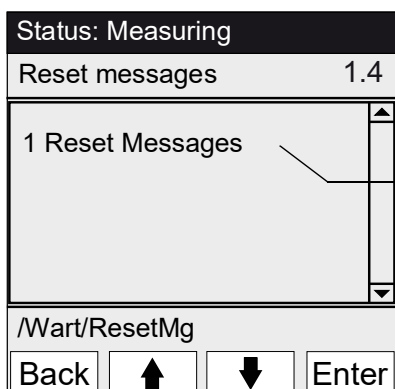 Status: Measuring
Reset messages 1.4
1 Reset Messages
/Wart/ResetMg
Back Enter